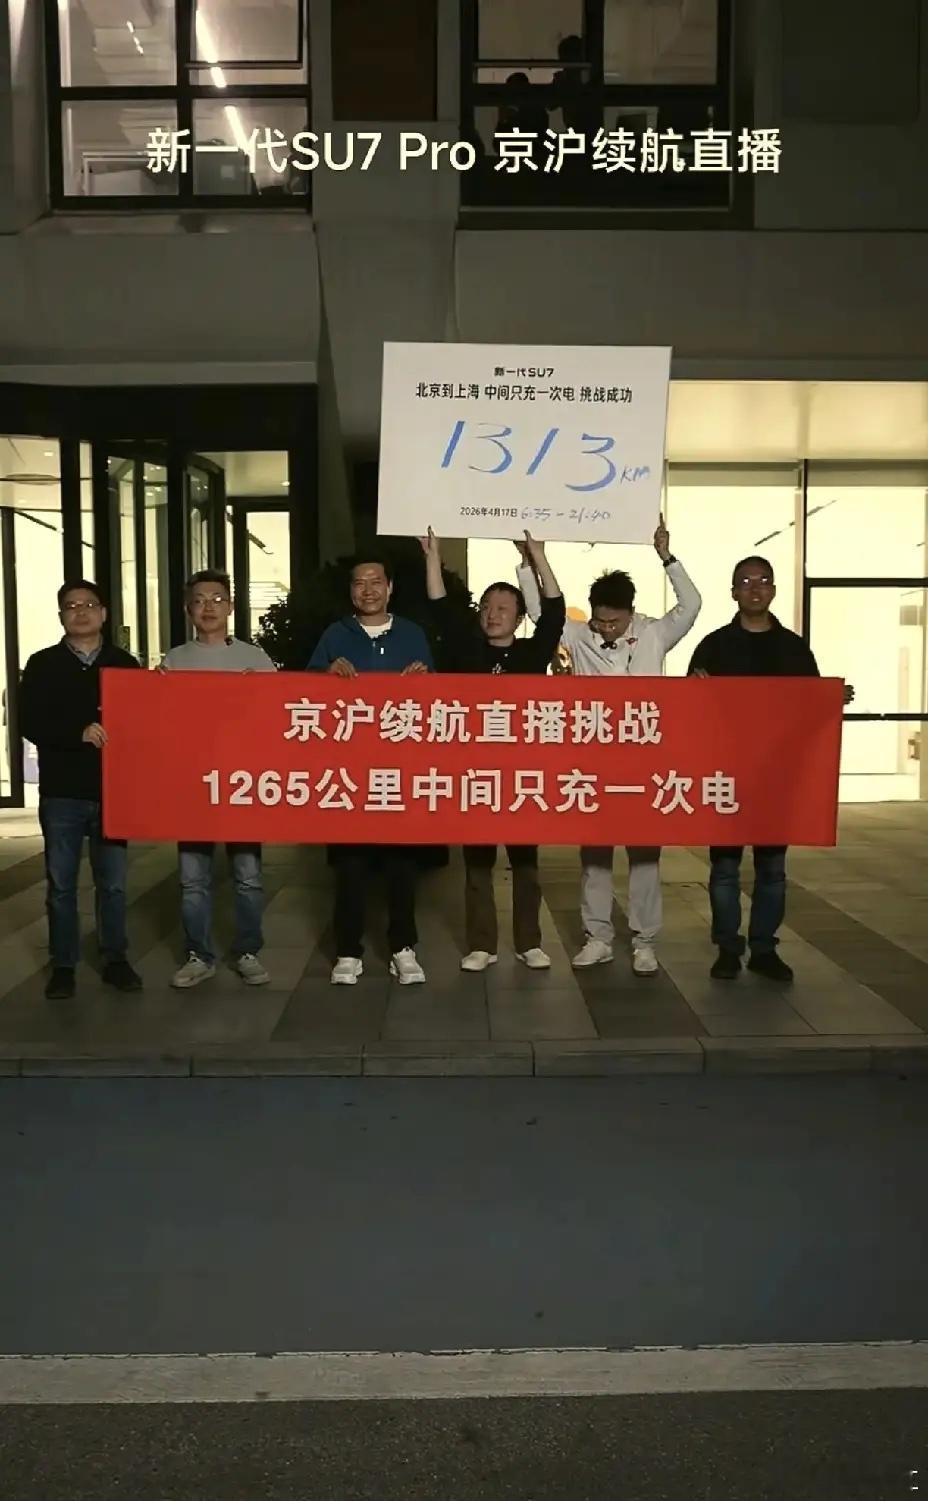 新一代SU7 Pro 京沪续航直播
新一代SU7
北京到上海 中间只充一次电 挑战成功
1313 KM
2026年4月17日 6:35-21:40
京沪续航直播挑战
1265公里中间只充一次电